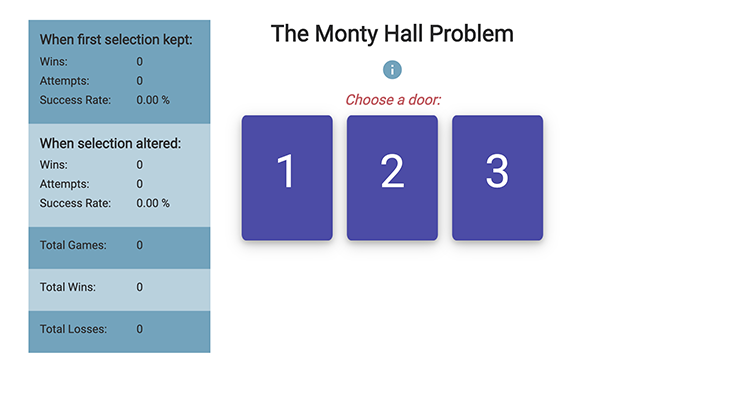 The Monty Hall Problem
i
Choose a door:
1 2 3
When first selection kept:
Wins: 0
Attempts: 0
Success Rate: 0.00 %
When selection altered:
Wins: 0
Attempts: 0
Success Rate: 0.00 %
Total Games: 0
Total Wins: 0
Total Losses: 0